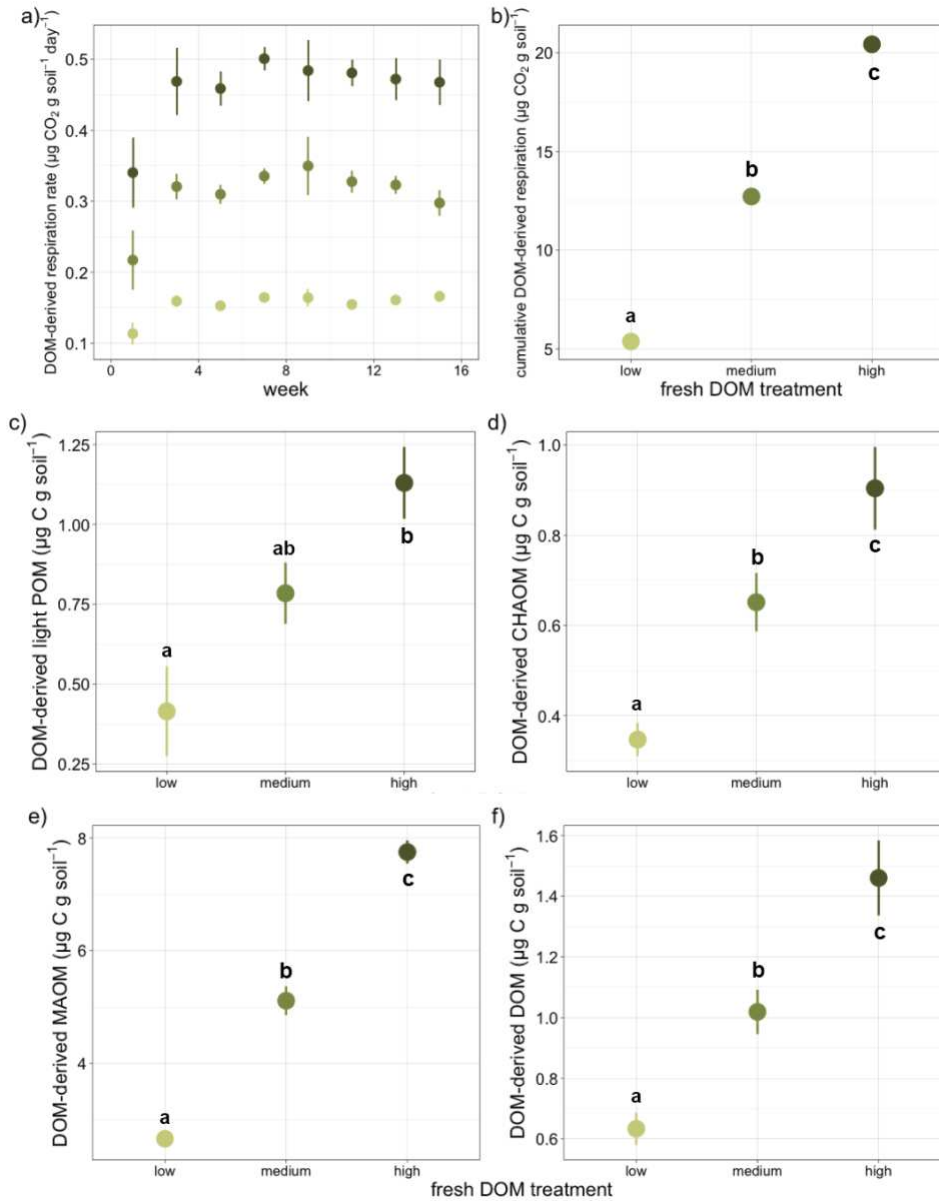 a)
DOM-derived respiration rate (µg CO₂ g soil⁻¹ day⁻¹)
0.5
0.4
0.3
0.2
0.1
0
4
8
12
16
week
b)
cumulative DOM-derived respiration (µg CO₂ g soil⁻¹)
20
15
10
5
a
b
c
low
medium
high
fresh DOM treatment
c)
DOM-derived light POM (µg C g soil⁻¹)
1.25
1.00
0.75
0.50
0.25
a
ab
b
low
medium
high
d)
DOM-derived CHAOM (µg C g soil⁻¹)
1.0
0.8
0.6
0.4
a
b
c
low
medium
high
e)
DOM-derived MAOM (µg C g soil⁻¹)
8
6
4
a
b
c
low
medium
high
f)
DOM-derived DOM (µg C g soil⁻¹)
1.6
1.4
1.2
1.0
0.8
0.6
a
b
c
low
medium
high
fresh DOM treatment